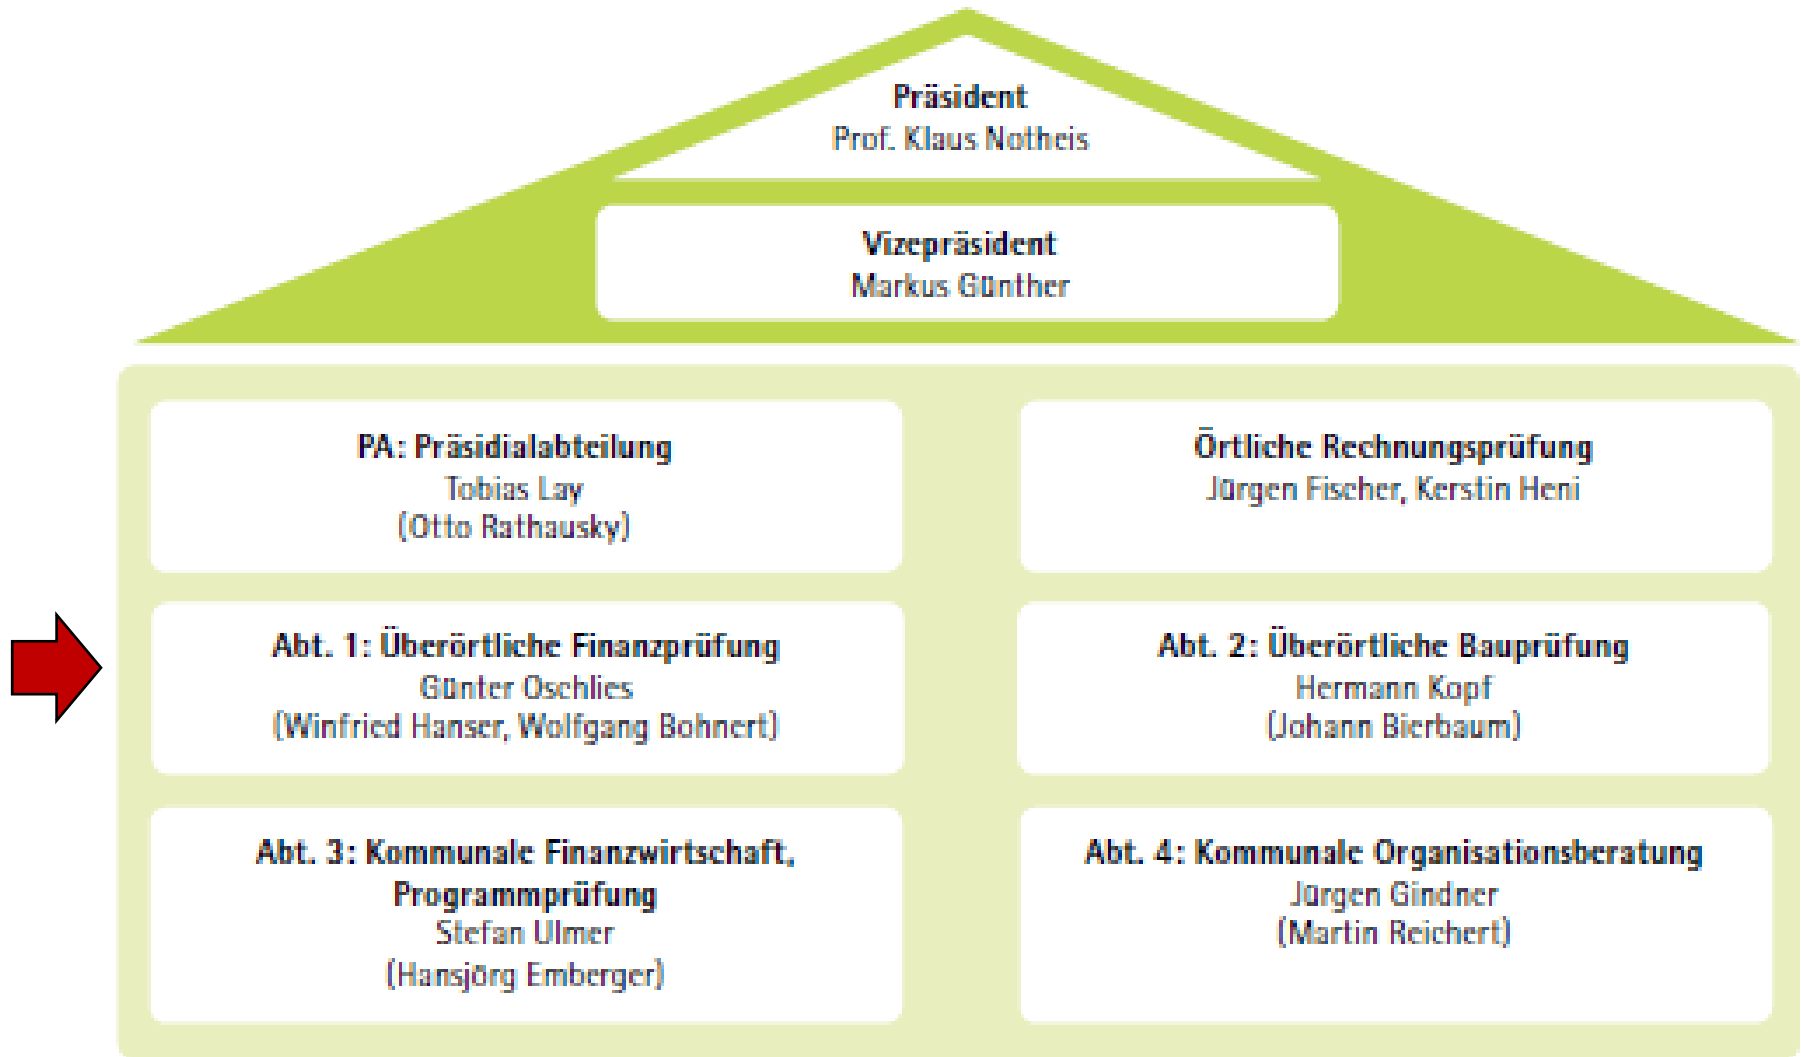 Präsident
Prof. Klaus Notheis
Vizepräsident
Markus Günther
PA: Präsidialabteilung
Tobias Lay
(Otto Rathausky)
Örtliche Rechnungsprüfung
Jürgen Fischer, Kerstin Heni
Abt. 1: Überörtliche Finanzprüfung
Günter Oschlies
(Winfried Hanser, Wolfgang Bohnert)
Abt. 2: Überörtliche Bauprüfung
Hermann Kopf
(Johann Bierbaum)
Abt. 3: Kommunale Finanzwirtschaft,
Programmprüfung
Stefan Ulmer
(Hansjörg Emberger)
Abt. 4: Kommunale Organisationsberatung
Jürgen Gindner
(Martin Reichert)